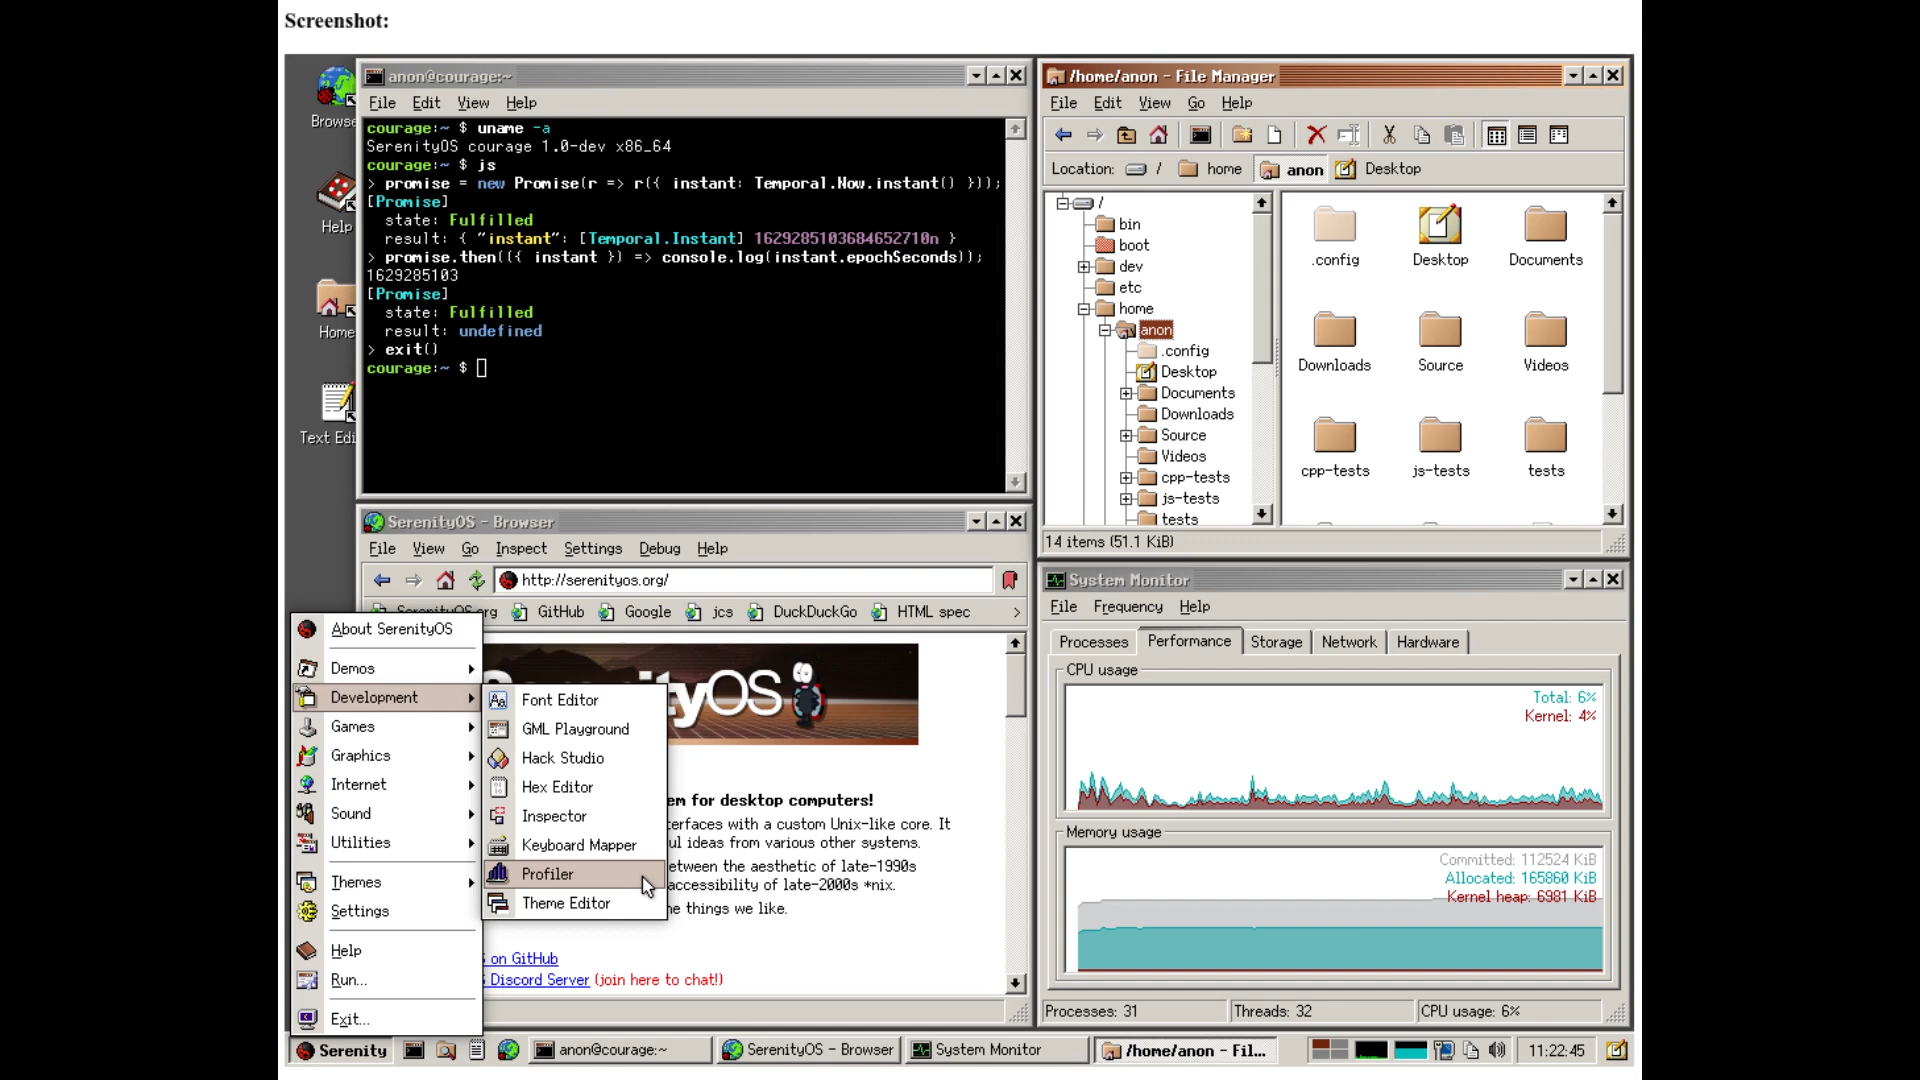 Screenshot:
Browse
Help
Home
Text Edi
anon@courage:~
File Edit View Help
courage:~ $ uname -a
SerenityOS courage 1.0-dev x86_64
courage:~ $ js
> promise = new Promise(r => r({ instant: Temporal.Now.instant() }));
[Promise]
state: Fulfilled
result: { "instant": [Temporal.Instant] 1629285103684652710n }
> promise.then(({ instant }) => console.log(instant.epochSeconds));
1629285103
[Promise]
state: Fulfilled
result: undefined
> exit()
courage:~ $
/home/anon - File Manager
File Edit View Go Help
Location: / home anon Desktop
/
bin
boot
dev
etc
home
anon
.config
Desktop
Documents
Downloads
Source
Videos
cpp-tests
js-tests
tests
.config Desktop Documents
Downloads Source Videos
cpp-tests js-tests tests
14 items (51.1 KiB)
SerenityOS - Browser
File View Go Inspect Settings Debug Help
http://serenityos.org/
SerenityOS.org GitHub Google jcs DuckDuckGo HTML spec >
tyOS
em for desktop computers!
terfaces with a custom Unix-like core. It
ul ideas from various other systems.
etween the aesthetic of late-1990s
accessibility of late-2000s *nix.
e things we like.
on GitHub
Discord Server (join here to chat!)
About SerenityOS
Demos
Development
Games
Graphics
Internet
Sound
Utilities
Themes
Settings
Help
Run...
Exit...
Font Editor
GML Playground
Hack Studio
Hex Editor
Inspector
Keyboard Mapper
Profiler
Theme Editor
System Monitor
File Frequency Help
Processes Performance Storage Network Hardware
CPU usage
Total: 6%
Kernel: 4%
Memory usage
Committed: 112524 KiB
Allocated: 165860 KiB
Kernel heap: 6981 KiB
Processes: 31 Threads: 32 CPU usage: 6%
Serenity anon@courage:~ SerenityOS - Browser System Monitor /home/anon - Fil... 11:22:45